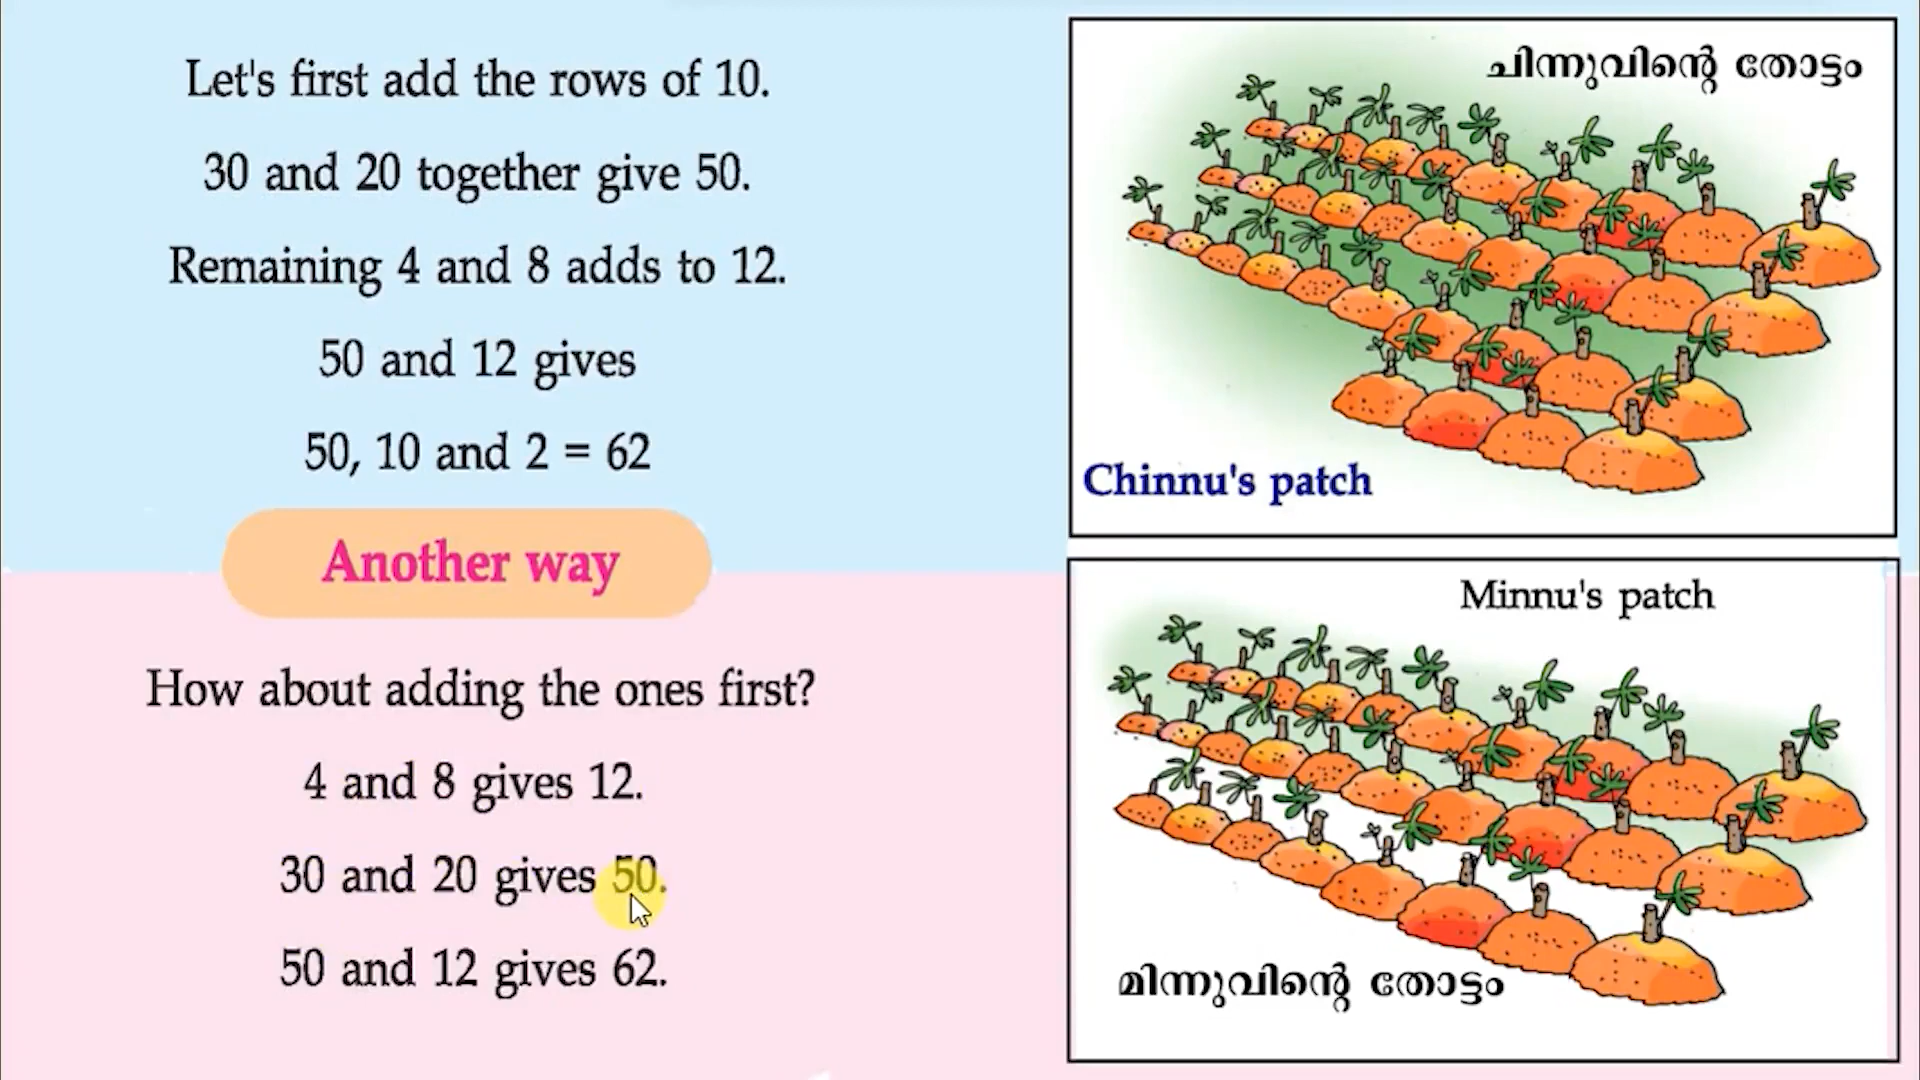 Let's first add the rows of 10.
30 and 20 together give 50.
Remaining 4 and 8 adds to 12.
50 and 12 gives
50, 10 and 2 = 62
Another way
How about adding the ones first?
4 and 8 gives 12.
30 and 20 gives 50.
50 and 12 gives 62.
ചിന്നുവിന്റെ തോട്ടം
Chinnu's patch
Minnu's patch
മിന്നുവിന്റെ തോട്ടം